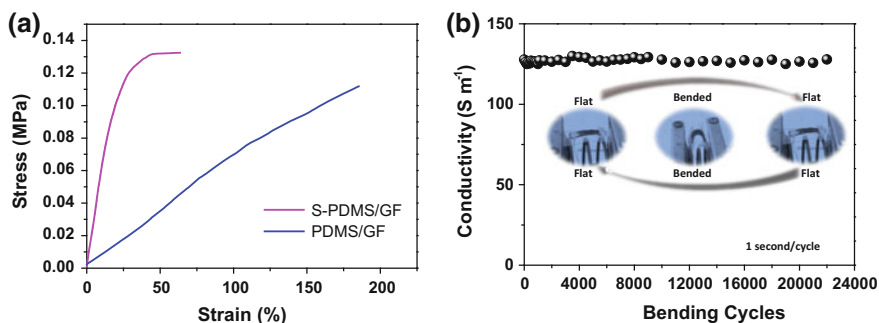 (a)
0.14
0.12
0.10
0.08
0.06
0.04
0.02
0.00
Stress (MPa)
S-PDMS/GF
PDMS/GF
0 50 100 150 200
Strain (%)
(b)
150
100
50
0
Conductivity (S m⁻¹)
Flat Bended Flat
Flat Bended Flat
1 second/cycle
0 4000 8000 12000 16000 20000 24000
Bending Cycles